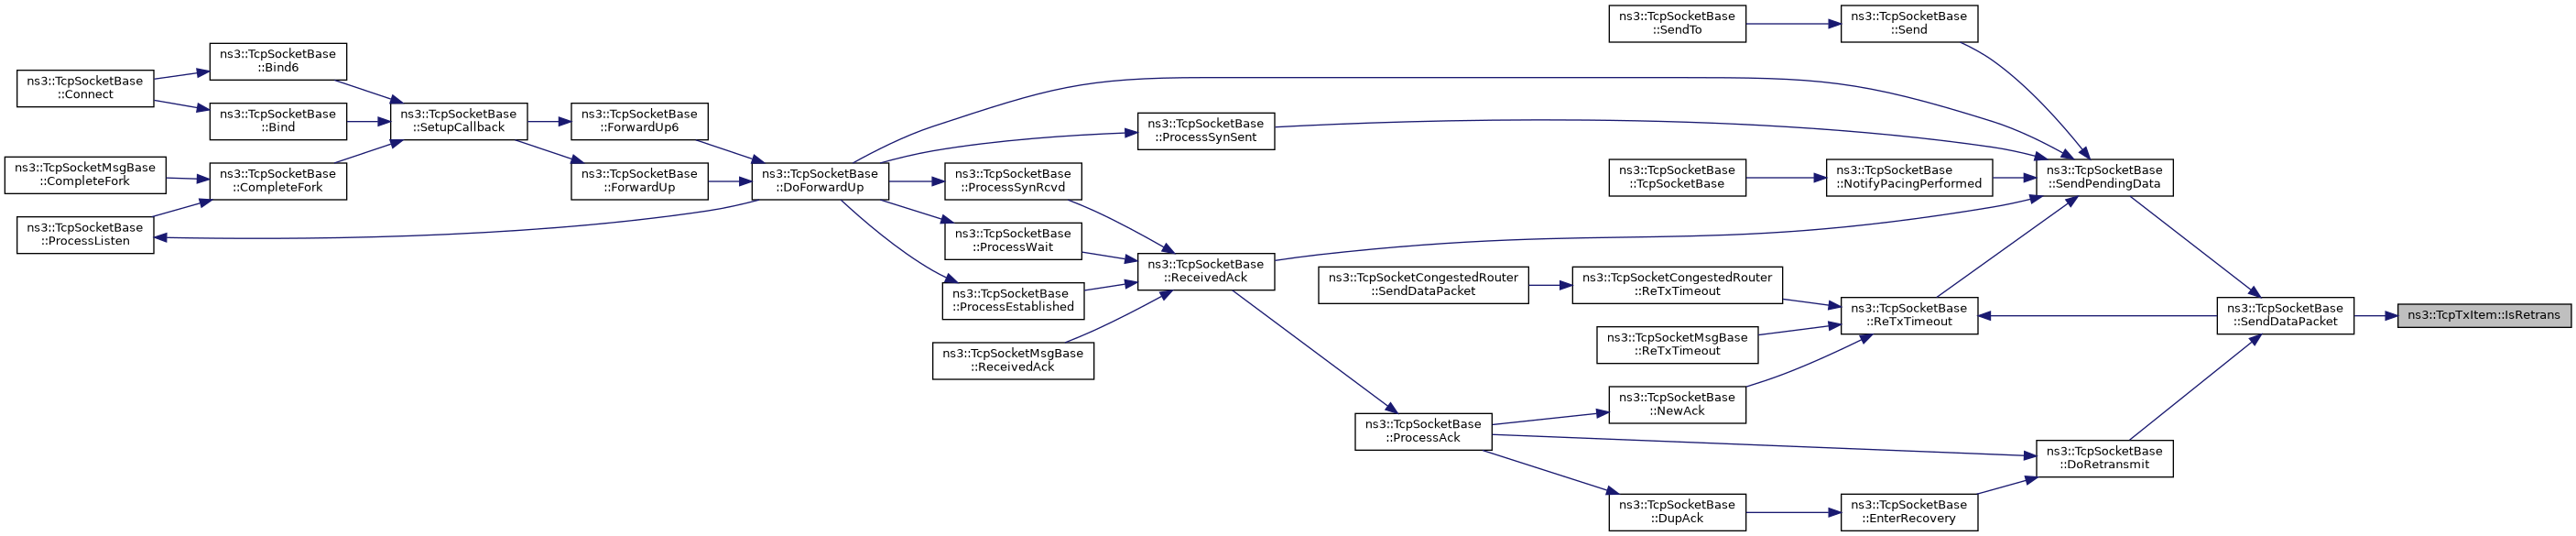 ns3::TcpSocketBase
::Connect
ns3::TcpSocketMsgBase
::CompleteFork
ns3::TcpSocketBase
::ProcessListen
ns3::TcpSocketBase
::Bind6
ns3::TcpSocketBase
::Bind
ns3::TcpSocketBase
::CompleteFork
ns3::TcpSocketBase
::SetupCallback
ns3::TcpSocketBase
::ForwardUp6
ns3::TcpSocketBase
::ForwardUp
ns3::TcpSocketBase
::DoForwardUp
ns3::TcpSocketBase
::ProcessSynRcvd
ns3::TcpSocketBase
::ProcessWait
ns3::TcpSocketBase
::ProcessEstablished
ns3::TcpSocketMsgBase
::ReceivedAck
ns3::TcpSocketBase
::ProcessSynSent
ns3::TcpSocketBase
::ReceivedAck
ns3::TcpSocketCongestedRouter
::SendDataPacket
ns3::TcpSocketBase
::ProcessAck
ns3::TcpSocketBase
::SendTo
ns3::TcpSocketBase
::TcpSocketBase
ns3::TcpSocketCongestedRouter
::ReTxTimeout
ns3::TcpSocketMsgBase
::ReTxTimeout
ns3::TcpSocketBase
::NewAck
ns3::TcpSocketBase
::DupAck
ns3::TcpSocketBase
::Send
ns3::TcpSocketBase
::NotifyPacingPerformed
ns3::TcpSocketBase
::ReTxTimeout
ns3::TcpSocketBase
::EnterRecovery
ns3::TcpSocketBase
::SendPendingData
ns3::TcpSocketBase
::DoRetransmit
ns3::TcpSocketBase
::SendDataPacket
ns3::TcpTxItem::IsRetrans